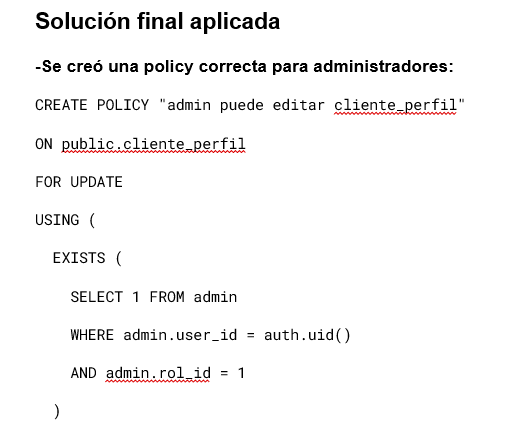 Solución final aplicada
-Se creó una policy correcta para administradores:
CREATE POLICY "admin puede editar cliente_perfil"
ON public.cliente_perfil
FOR UPDATE
USING (
EXISTS (
SELECT 1 FROM admin
WHERE admin.user_id = auth.uid()
AND admin.rol_id = 1
)